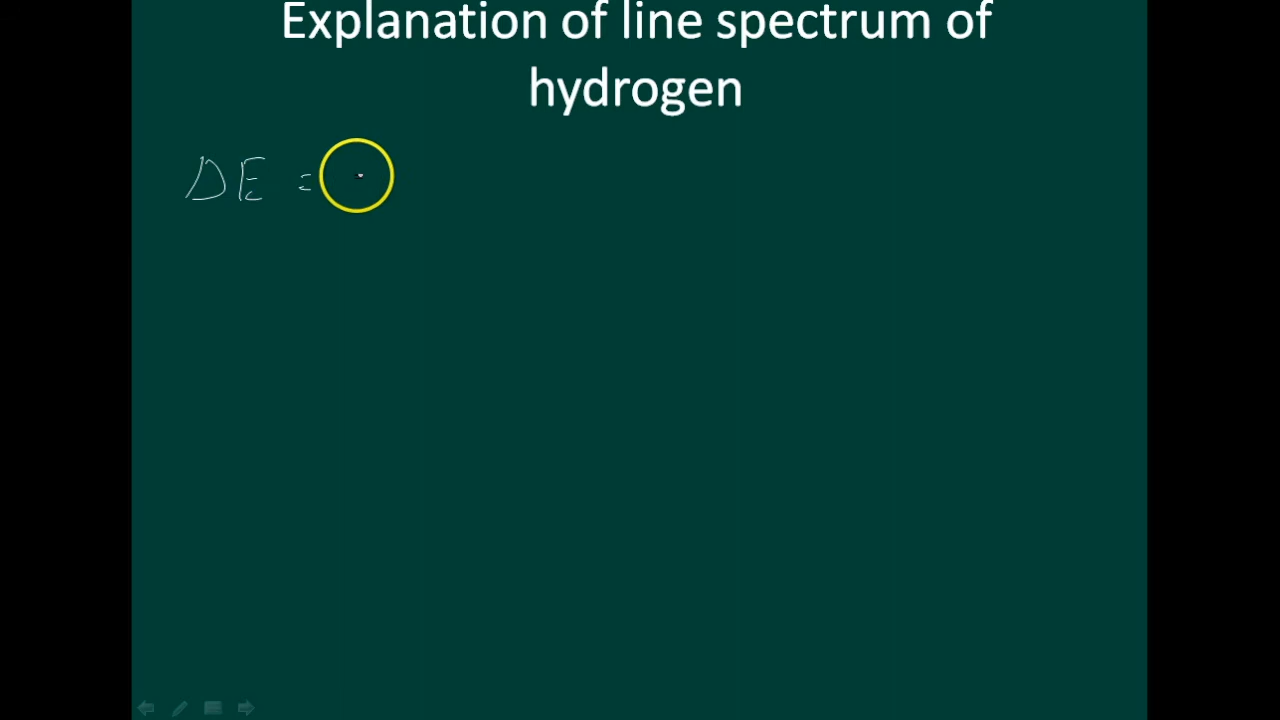 Explanation of line spectrum of
hydrogen
ΔE =